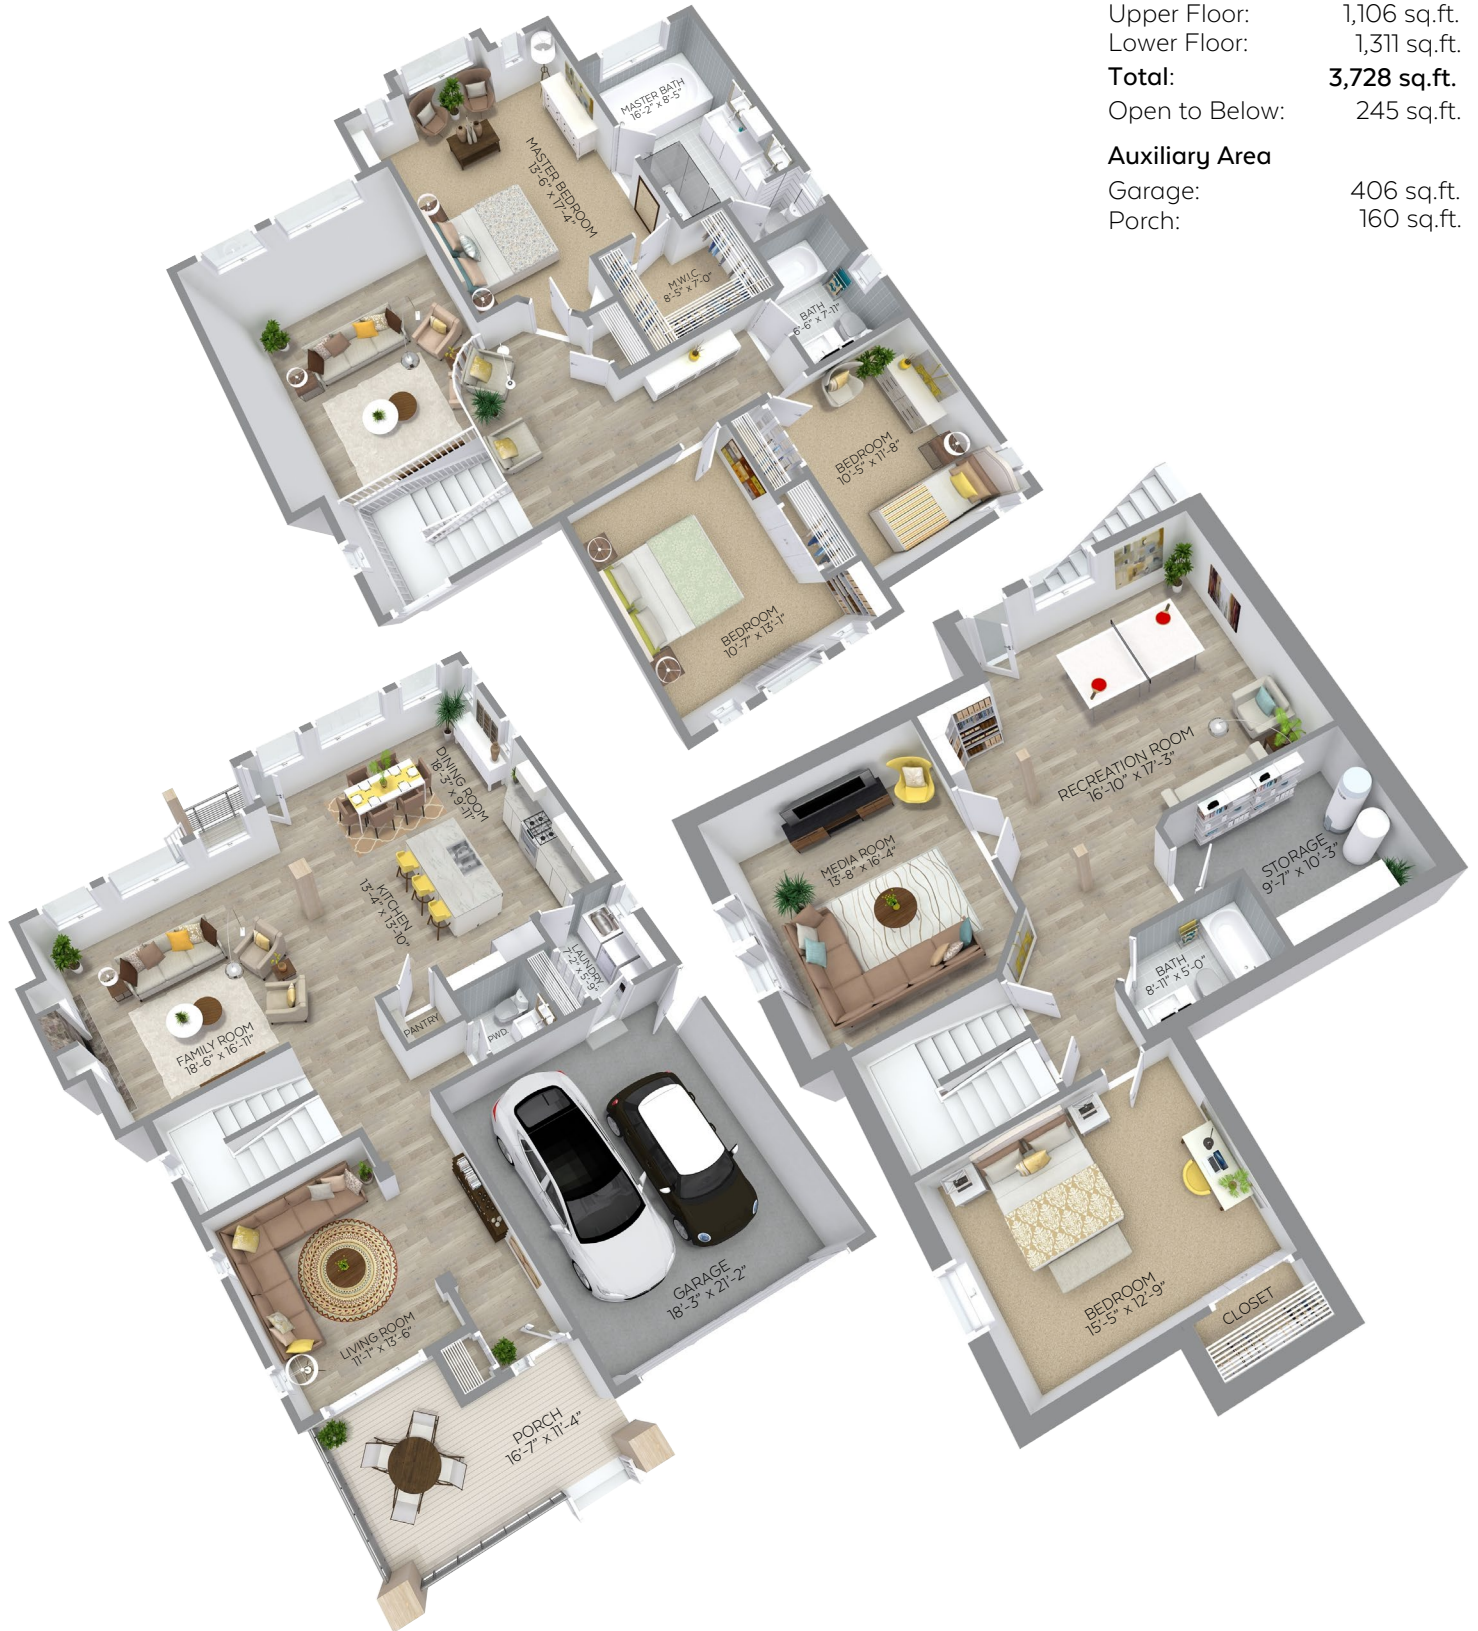 Upper Floor: 1,106 sq.ft.
Lower Floor: 1,311 sq.ft.
Total: 3,728 sq.ft.
Open to Below: 245 sq.ft.
Auxiliary Area
Garage: 406 sq.ft.
Porch: 160 sq.ft.
MASTER BATH
16'-2" x 8'-5"
MASTER BEDROOM
13'-6" x 17'-4"
M.W.I.C.
8'-5" x 7'-0"
BATH
6'-6" x 7'-11"
BEDROOM
10'-5" x 11'-8"
BEDROOM
10'-7" x 13'-1"
DINING ROOM
18'-3" x 9'-11"
KITCHEN
13'-4" x 13'-10"
LAUNDRY
7'-2" x 5'-9"
PANTRY
PWD.
FAMILY ROOM
18'-6" x 16'-11"
GARAGE
18'-3" x 21'-2"
LIVING ROOM
11'-1" x 13'-6"
PORCH
16'-7" x 11'-4"
RECREATION ROOM
16'-10" x 17'-3"
MEDIA ROOM
13'-8" x 16'-4"
STORAGE
9'-7" x 10'-3"
BATH
8'-11" x 5'-0"
BEDROOM
15'-5" x 12'-9"
CLOSET